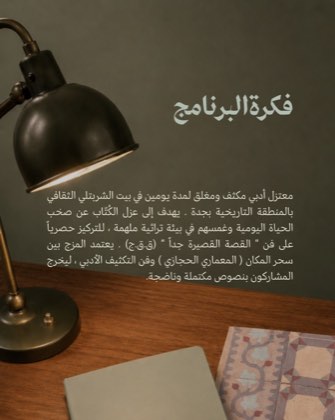 فكرة البرنامج
معتزل أدبي مكثف ومغلق لمدة يومين في بيت الشربتلي الثقافي
بالمنطقة التاريخية بجدة . يهدف إلى عزل الكُتّاب عن صخب
الحياة اليومية وغمسهم في بيئة تراثية ملهمة ، للتركيز حصرياً
على فن " القصة القصيرة جداً " (ق.ق.ج) . يعتمد المزج بين
سحر المكان ( المعماري الحجازي ) وفن التكثيف الأدبي ، ليخرج
المشاركون بنصوص مكتملة وناضجة.